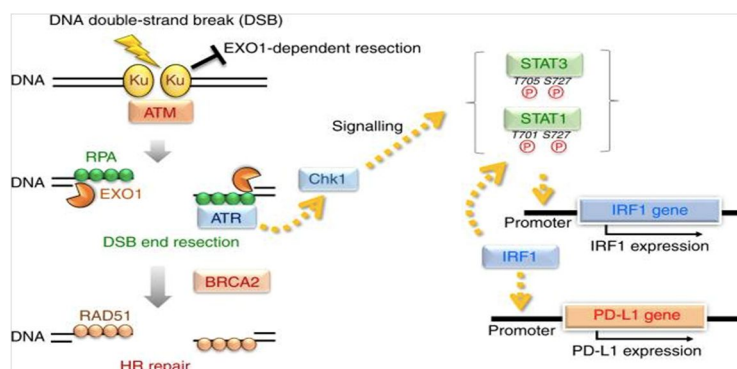 DNA double-strand break (DSB)
EXO1-dependent resection
DNA
Ku
Ku
ATM
RPA
DNA
EXO1
ATR
DSB end resection
Chk1
Signalling
BRCA2
RAD51
DNA
HR repair
STAT3
T705 S727
P P
STAT1
T701 S727
P P
Promoter
IRF1 gene
IRF1 expression
IRF1
PD-L1 gene
Promoter
PD-L1 expression